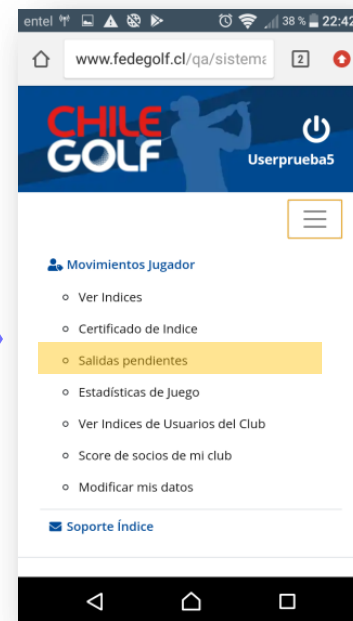 entel 38 % 22:42
www.fedegolf.cl/qa/sistema 2
CHILE
GOLF
Userprueba5
Movimientos Jugador
Ver Indices
Certificado de Indice
Salidas pendientes
Estadísticas de Juego
Ver Indices de Usuarios del Club
Score de socios de mi club
Modificar mis datos
Soporte Índice